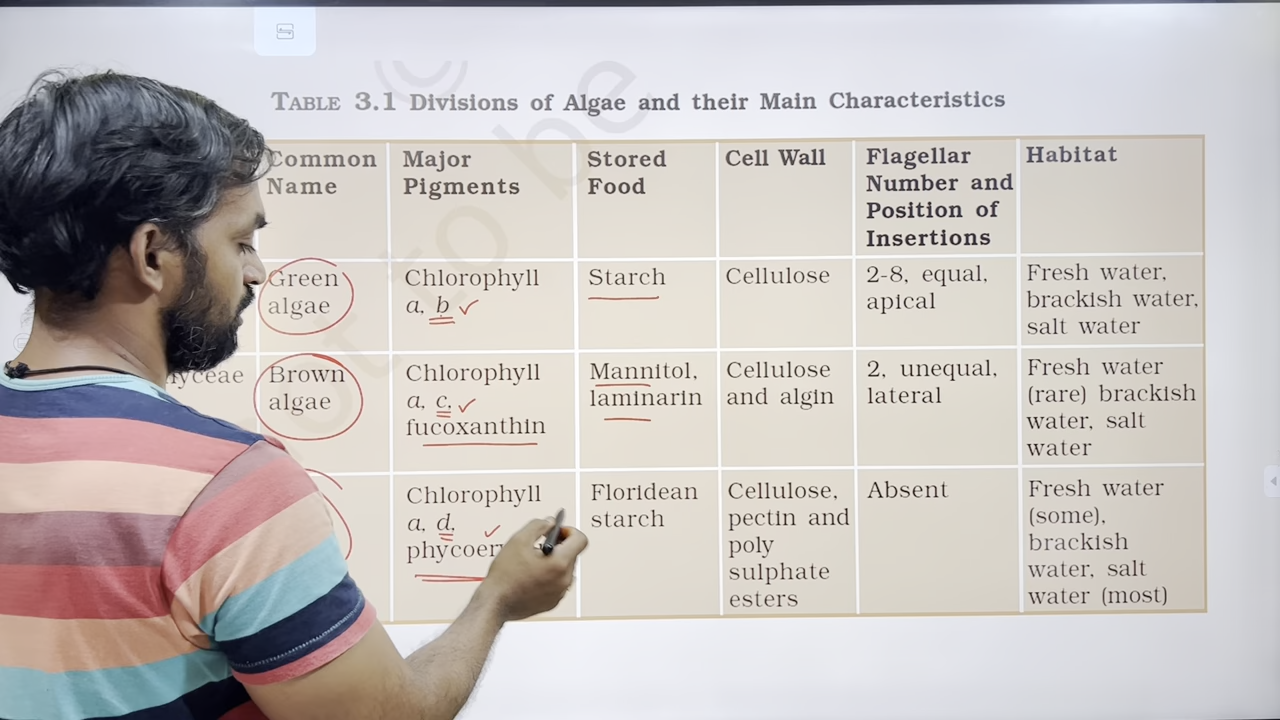 TABLE 3.1 Divisions of Algae and their Main Characteristics
Common
Name
Major
Pigments
Stored
Food
Cell Wall
Flagellar
Number and
Position of
Insertions
Habitat
Green
algae
Chlorophyll
a, b
Starch
Cellulose
2-8, equal,
apical
Fresh water,
brackish water,
salt water
Brown
algae
Chlorophyll
a, c,
fucoxanthin
Mannitol,
laminarin
Cellulose
and algin
2, unequal,
lateral
Fresh water
(rare) brackish
water, salt
water
Chlorophyll
a, d,
Floridean
starch
Cellulose,
pectin and
poly
sulphate
esters
Absent
Fresh water
(some),
brackish
water, salt
water (most)
to be